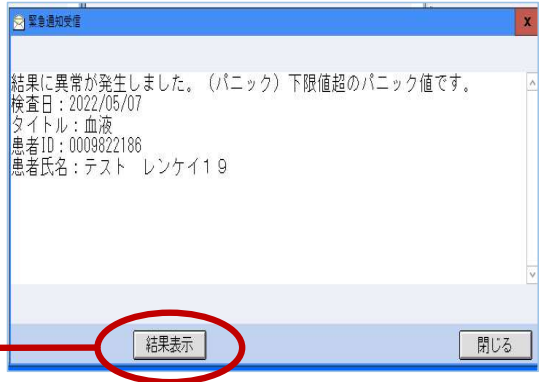 緊急通知受信
結果に異常が発生しました。（パニック）下限値超のパニック値です。
検査日：2022/05/07
タイトル：血液
患者ID：0009822186
患者氏名：テスト　レンケイ１９
結果表示
閉じる